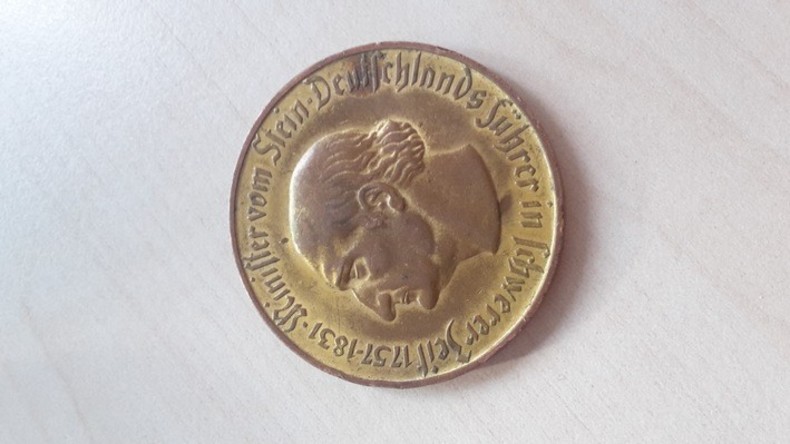 Minister vom Stein · Deutschlands Führer in schwerer Zeit 1757-1831 ·